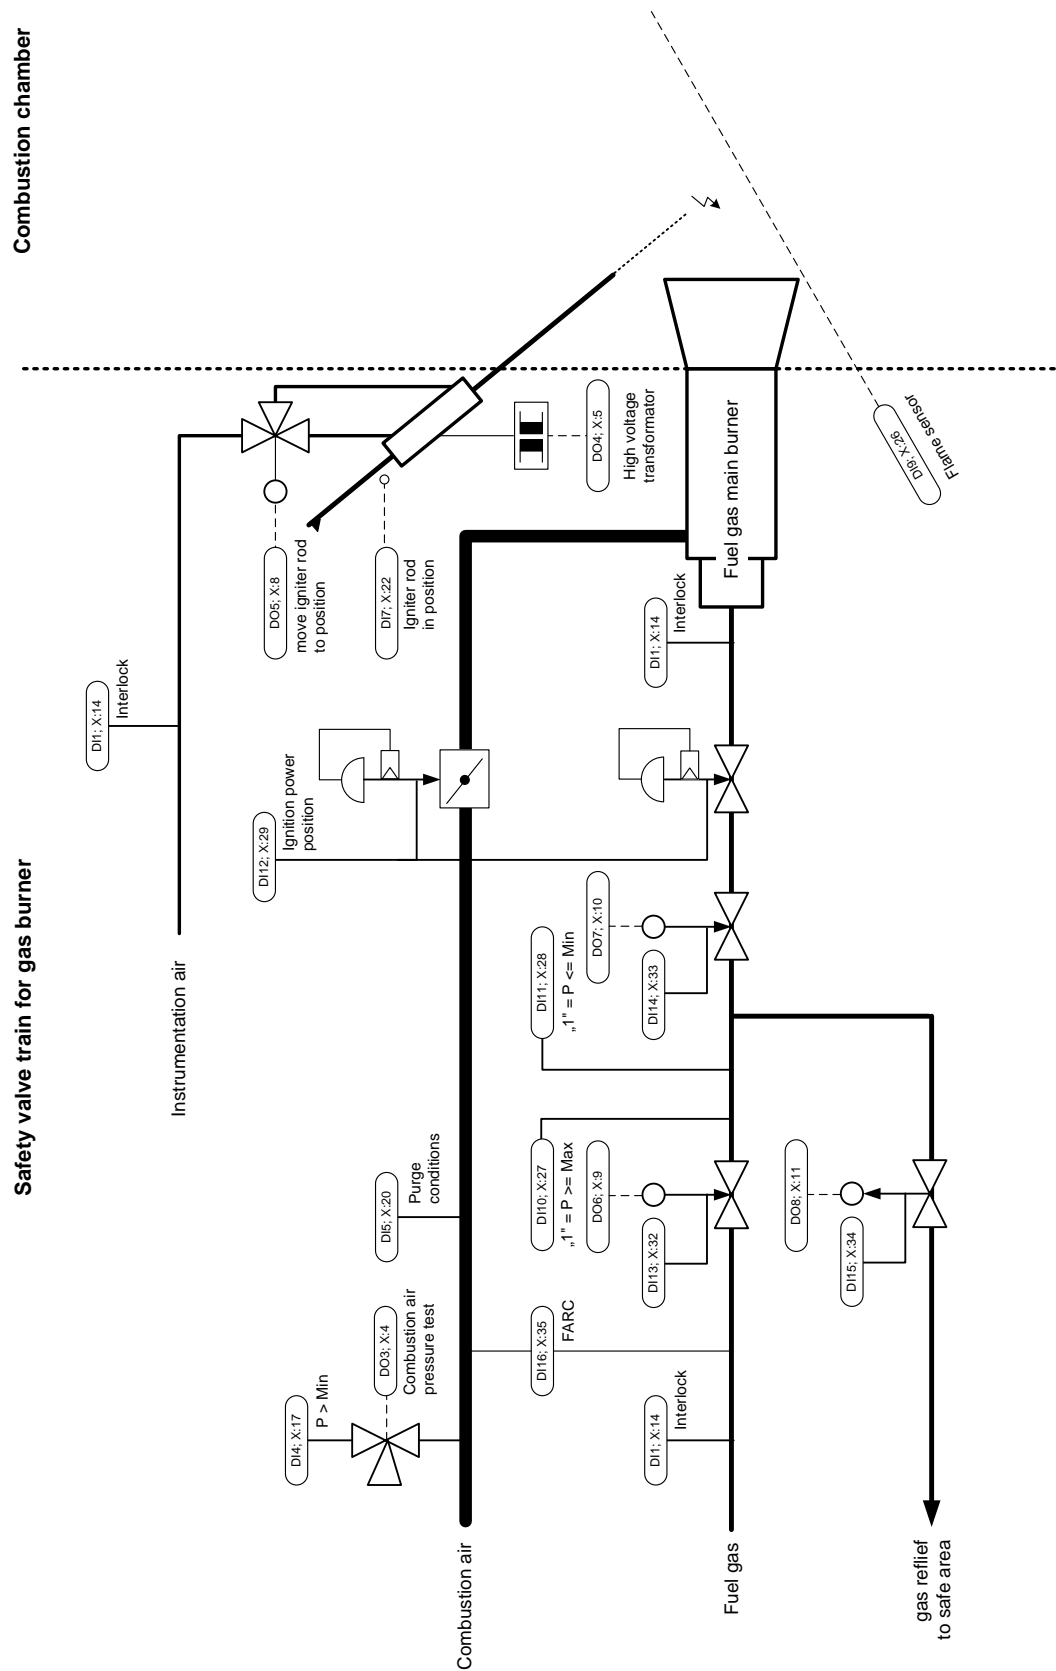 Safety valve train for gas burner
Combustion chamber
DI1; X:14
Interlock
Instrumentation air
DO5; X:8
move igniter rod
to position
DI12; X:29
Ignition power
position
DI4; X:17
P > Min
DO3; X:4
Combustion air
pressure test
DI5; X:20
Purge
conditions
DI7; X:22
Igniter rod
in position
Combustion air
DI16; X:35
FARC
DI10; X:27
„1" = P >= Max
DI11; X:28
„1" = P <= Min
DO6; X:9
DO7; X:10
DO4; X:5
High voltage
transformator
DI1; X:14
Interlock
DI13; X:32
DI14; X:33
DI1; X:14
Interlock
Fuel gas
Fuel gas main burner
DO8; X:11
DI15; X:34
DI9; X:26
Flame sensor
gas reflief
to safe area